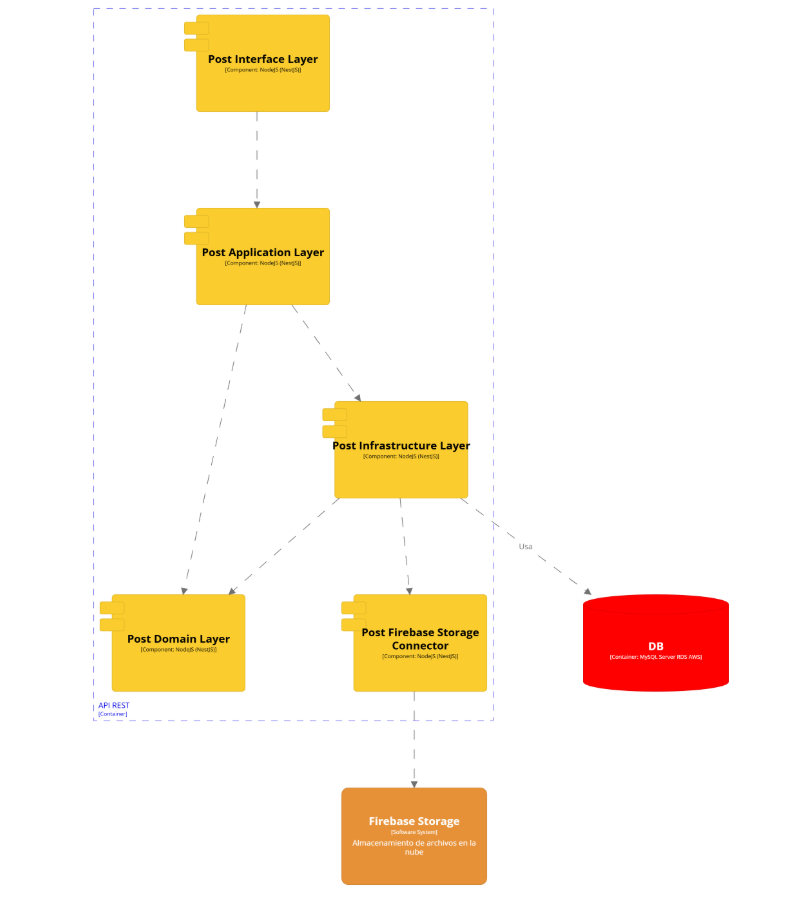 Post Interface Layer
[Component: NodeJS (NestJS)]
Post Application Layer
[Component: NodeJS (NestJS)]
Post Infrastructure Layer
[Component: NodeJS (NestJS)]
Usa
Post Domain Layer
[Component: NodeJS (NestJS)]
Post Firebase Storage
Connector
[Component: NodeJS (NestJS)]
DB
[Container: MySQL Server RDS AWS]
API REST
[Container]
Firebase Storage
[Software System]
Almacenamiento de archivos en la
nube